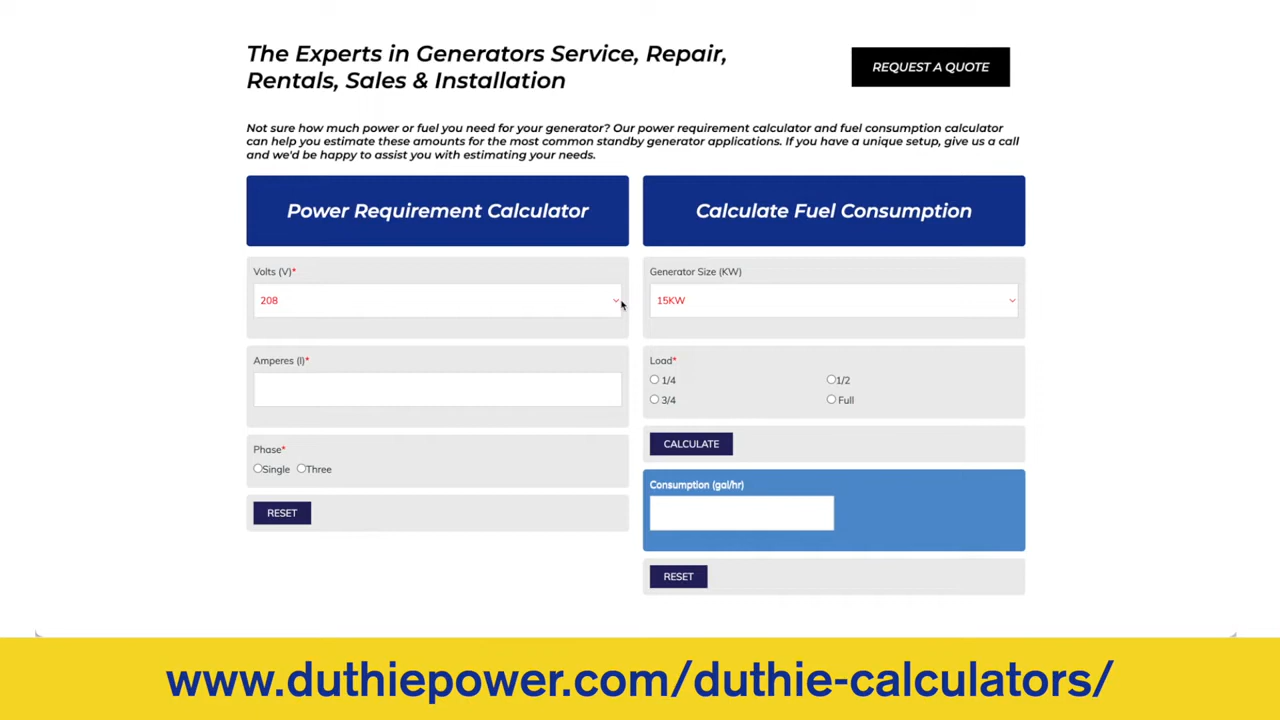 The Experts in Generators Service, Repair,
Rentals, Sales & Installation
REQUEST A QUOTE
Not sure how much power or fuel you need for your generator? Our power requirement calculator and fuel consumption calculator
can help you estimate these amounts for the most common standby generator applications. If you have a unique setup, give us a call
and we'd be happy to assist you with estimating your needs.
Power Requirement Calculator
Volts (V)*
208
Amperes (I)*
Phase*
Single Three
RESET
Calculate Fuel Consumption
Generator Size (KW)
15KW
Load*
1/4 1/2
3/4 Full
CALCULATE
Consumption (gal/hr)
RESET
www.duthiepower.com/duthie-calculators/